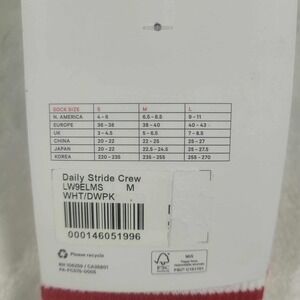 SOCK SIZE S M L
N. AMERICA 4 - 6 6.5 - 8.5 9 - 11
EUROPE 36 - 38 38 - 40 40 - 43
UK 3 - 4.5 5 - 6.5 7 - 8.5
CHINA 20 - 22 22 - 25 25 - 27
JAPAN 20 - 22 22.5 - 24.5 25 - 27.5
KOREA 220 - 235 235 - 255 255 - 270
Daily Stride Crew
LW9ELMS M
WHT/DWPK
000146051996
Please recycle
FSC
MIX